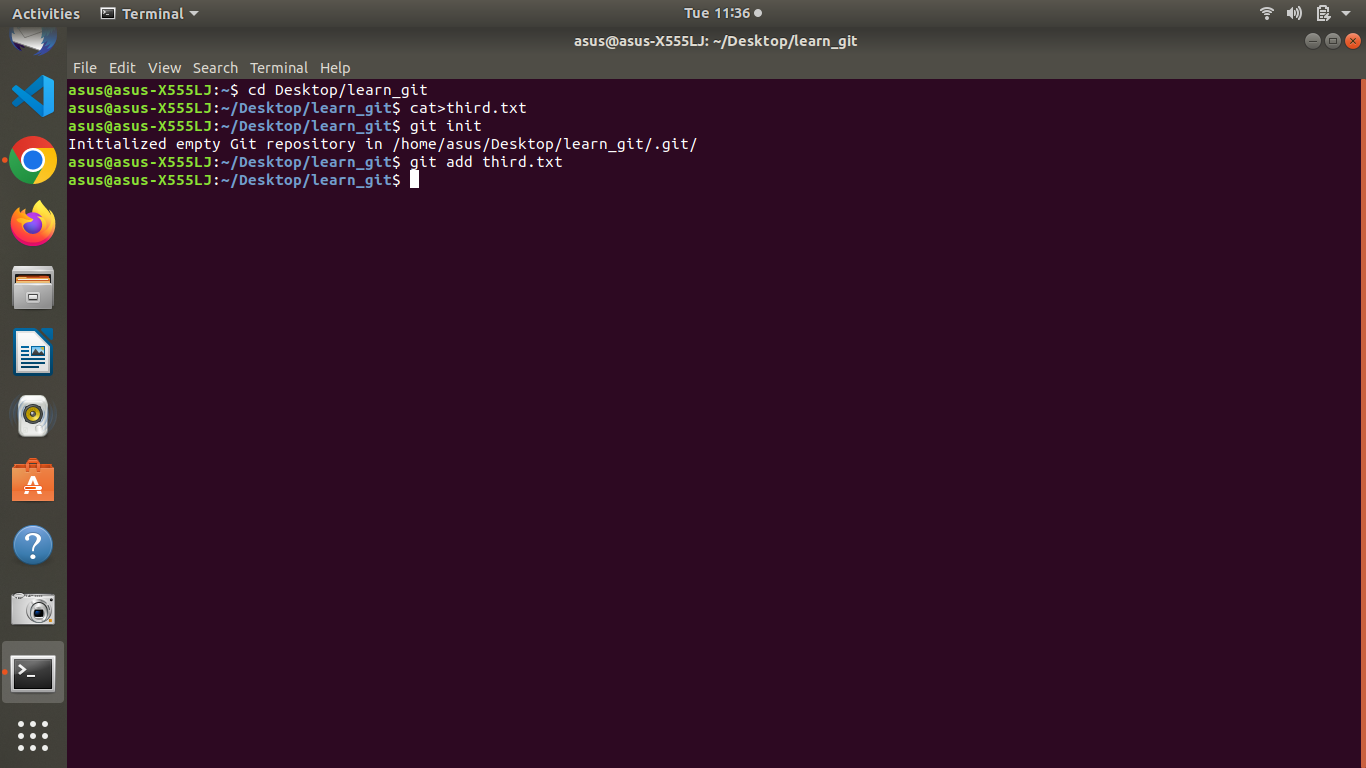 Activities Terminal Tue 11:36
asus@asus-X555LJ: ~/Desktop/learn_git
File Edit View Search Terminal Help
asus@asus-X555LJ:~$ cd Desktop/learn_git
asus@asus-X555LJ:~/Desktop/learn_git$ cat>third.txt
asus@asus-X555LJ:~/Desktop/learn_git$ git init
Initialized empty Git repository in /home/asus/Desktop/learn_git/.git/
asus@asus-X555LJ:~/Desktop/learn_git$ git add third.txt
asus@asus-X555LJ:~/Desktop/learn_git$